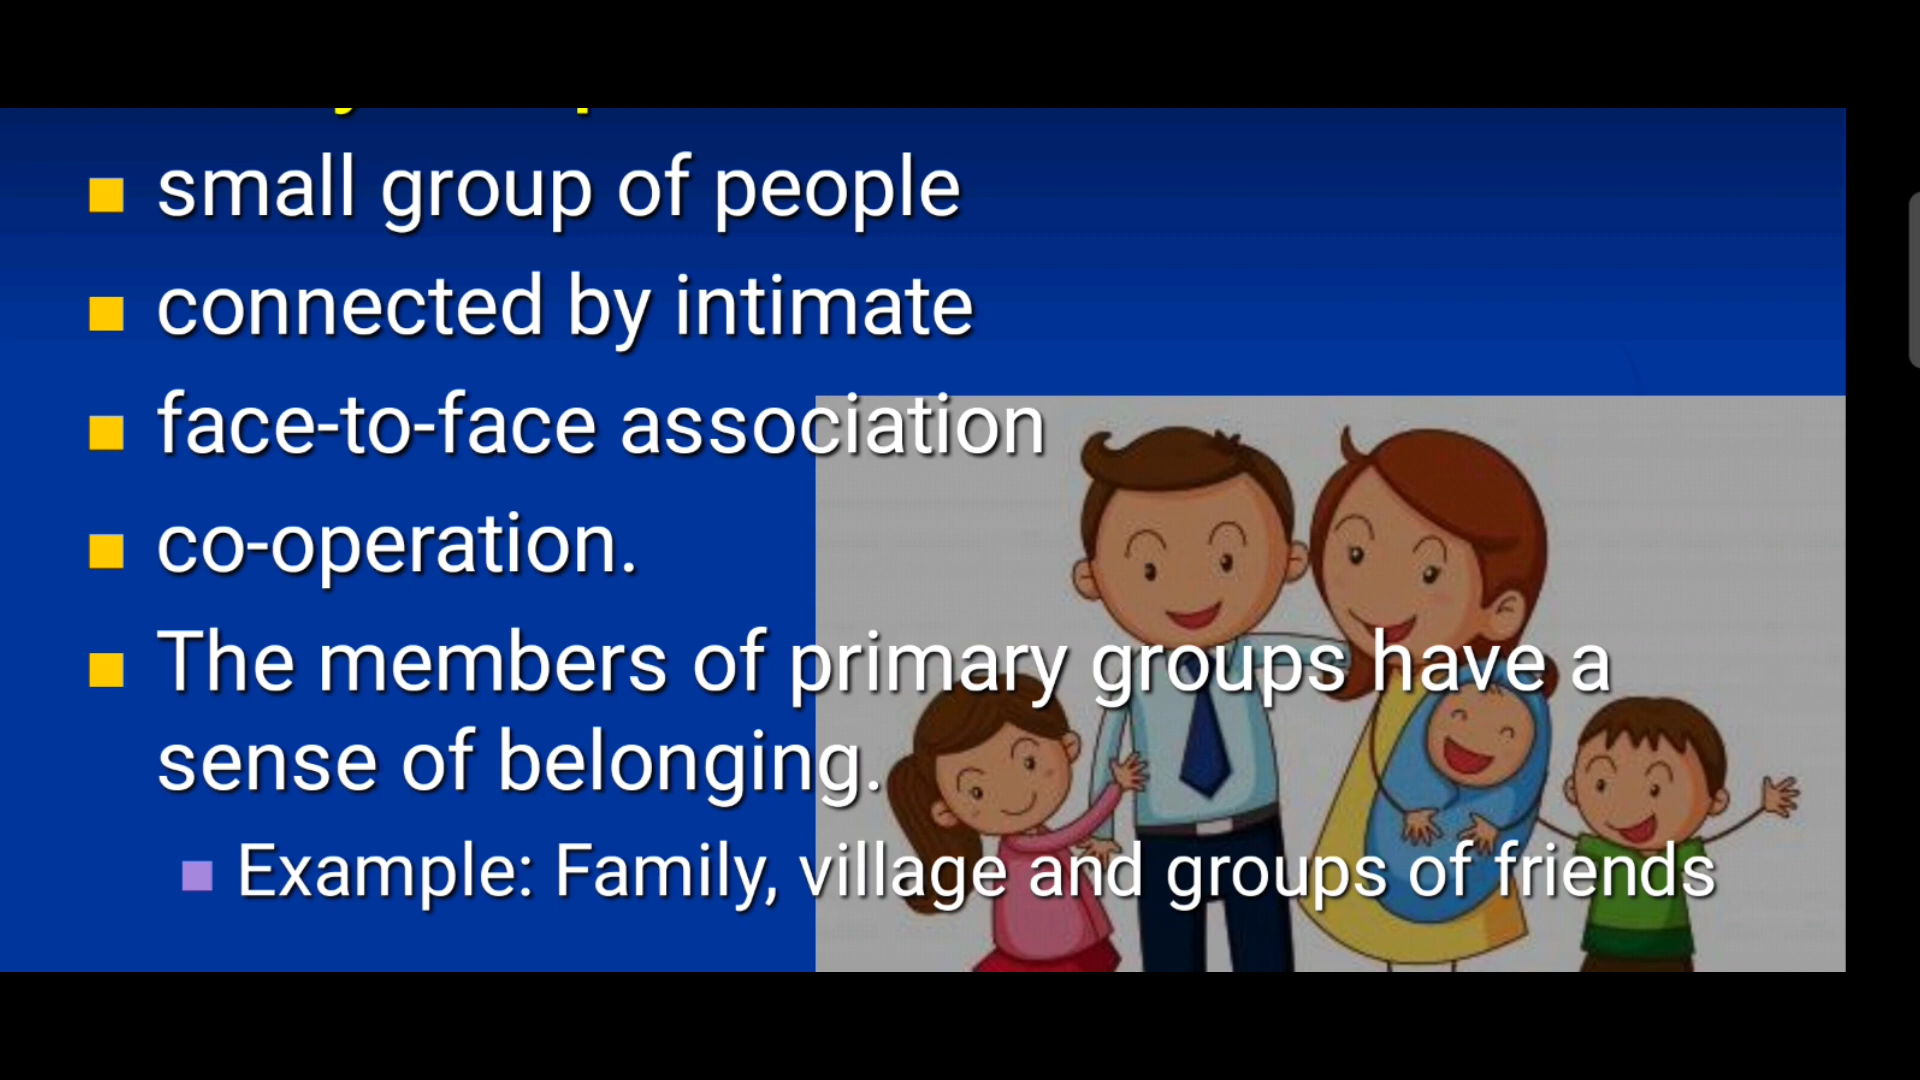 small group of people
connected by intimate
face-to-face association
co-operation.
The members of primary groups have a
sense of belonging.
Example: Family, village and groups of friends